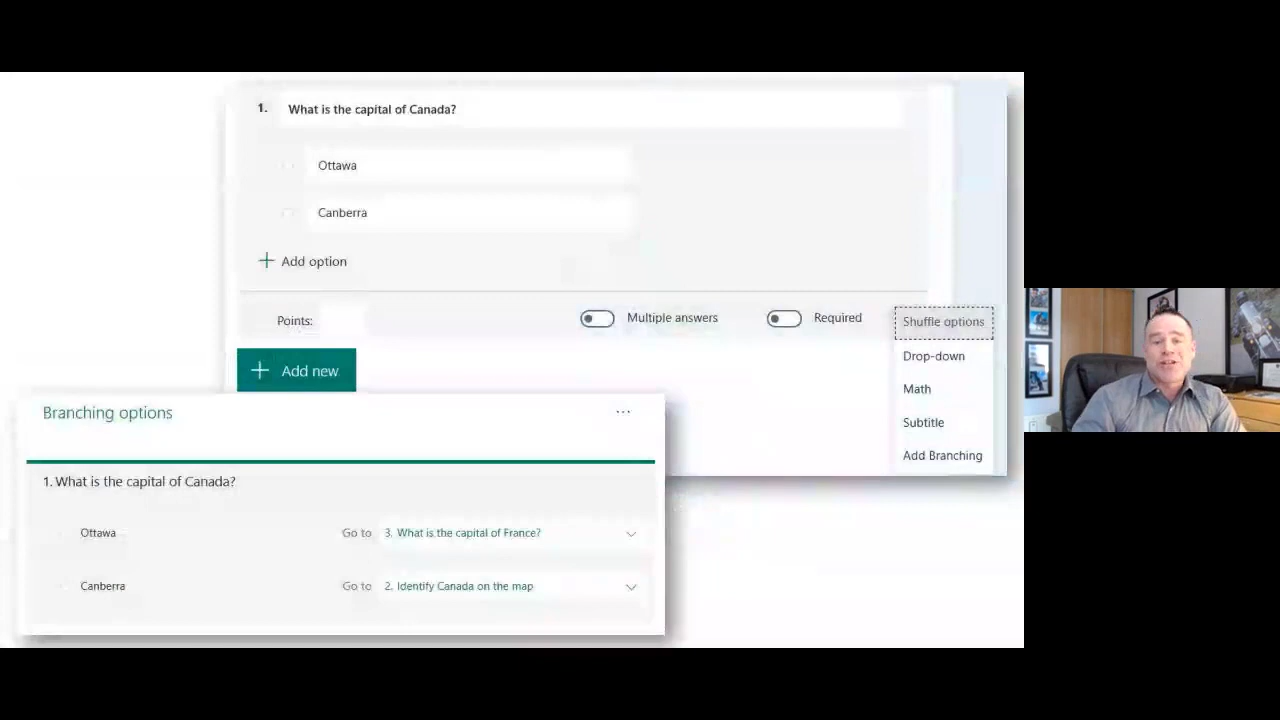 1. What is the capital of Canada?
Ottawa
Canberra
+ Add option
Points:
Multiple answers
Required
Shuffle options
Drop-down
Math
Subtitle
Add Branching
+ Add new
Branching options
...
1. What is the capital of Canada?
Ottawa Go to 3. What is the capital of France?
Canberra Go to 2. Identify Canada on the map